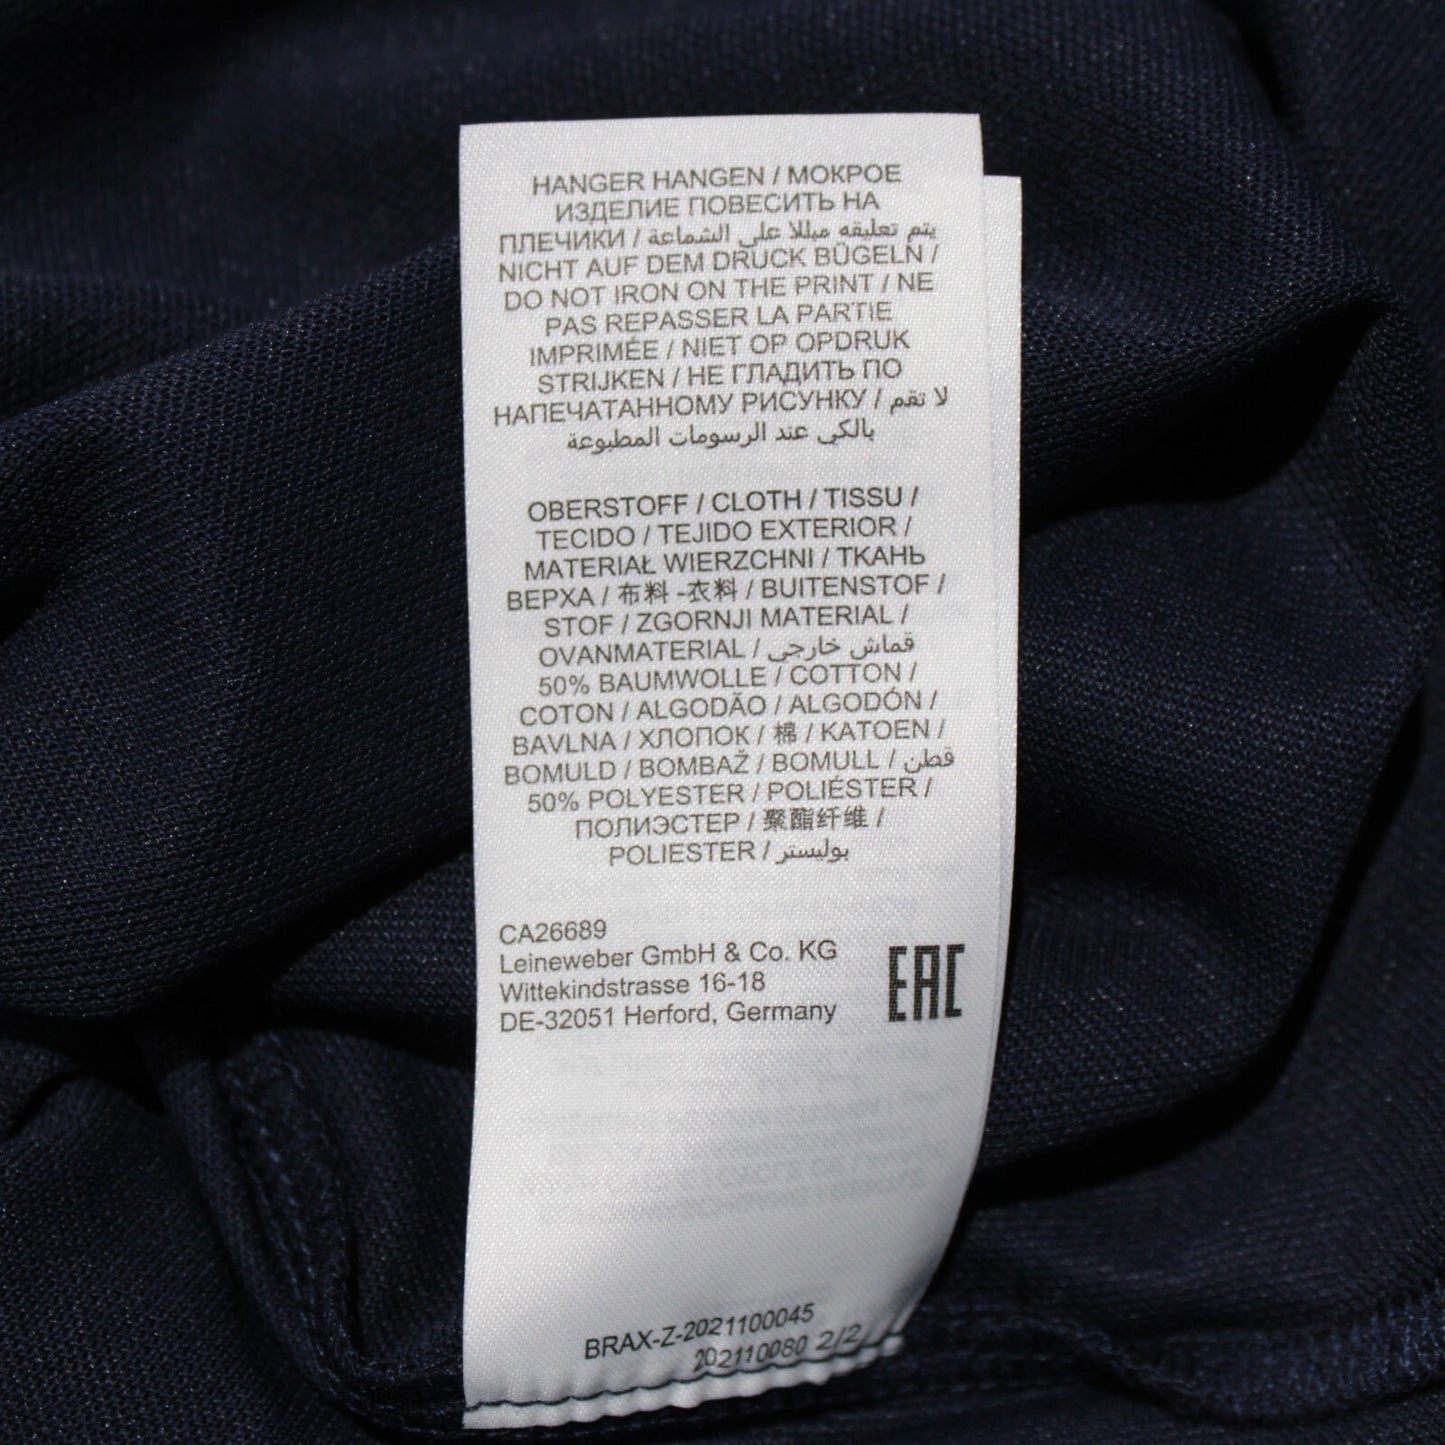 HANGER HANGEN / МОКРОЕ
ИЗДЕЛИЕ ПОВЕСИТЬ НА
ПЛЕЧИКИ / يتم تعليقه مبللا على الشماعة
NICHT AUF DEM DRUCK BÜGELN /
DO NOT IRON ON THE PRINT / NE
PAS REPASSER LA PARTIE
IMPRIMÉE / NIET OP OPDRUK
STRIJKEN / НЕ ГЛАДИТЬ ПО
НАПЕЧАТАННОМУ РИСУНКУ / لا تقم
بالكي عند الرسومات المطبوعة
OBERSTOFF / CLOTH / TISSU /
TECIDO / TEJIDO EXTERIOR /
MATERIAŁ WIERZCHNI / ТКАНЬ
ВЕРХА / 布料 -衣料 / BUITENSTOF /
STOF / ZGORNJI MATERIAL /
OVANMATERIAL / قماش خارجي
50% BAUMWOLLE / COTTON /
COTON / ALGODÃO / ALGODÓN /
BAVLNA / ХЛОПОК / 棉 / KATOEN /
BOMULD / BOMBAŽ / BOMULL / قطن
50% POLYESTER / POLIÉSTER /
ПОЛИЭСТЕР / 聚酯纤维 /
POLIESTER / بوليستر
CA26689
Leineweber GmbH & Co. KG
Wittekindstrasse 16-18
DE-32051 Herford, Germany
EAC
BRAX-Z-2021100045
202110080 2/2